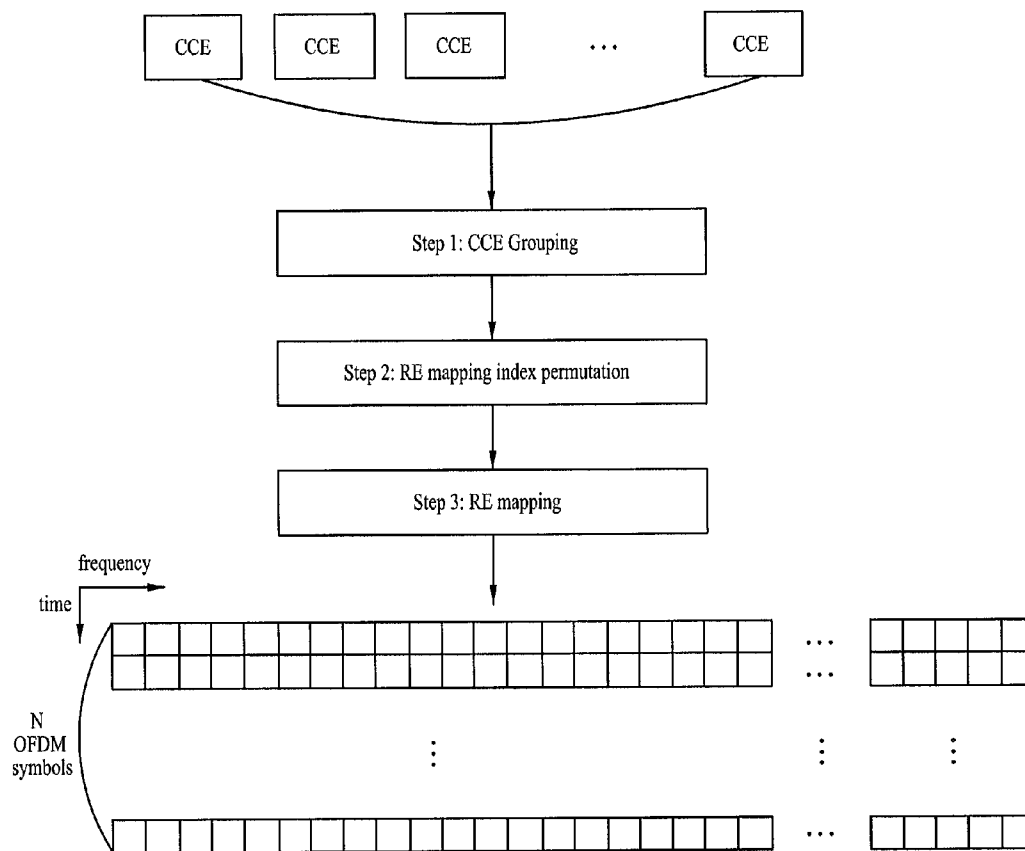 CCE CCE CCE ... CCE
Step 1: CCE Grouping
Step 2: RE mapping index permutation
Step 3: RE mapping
frequency
time
N
OFDM
symbols